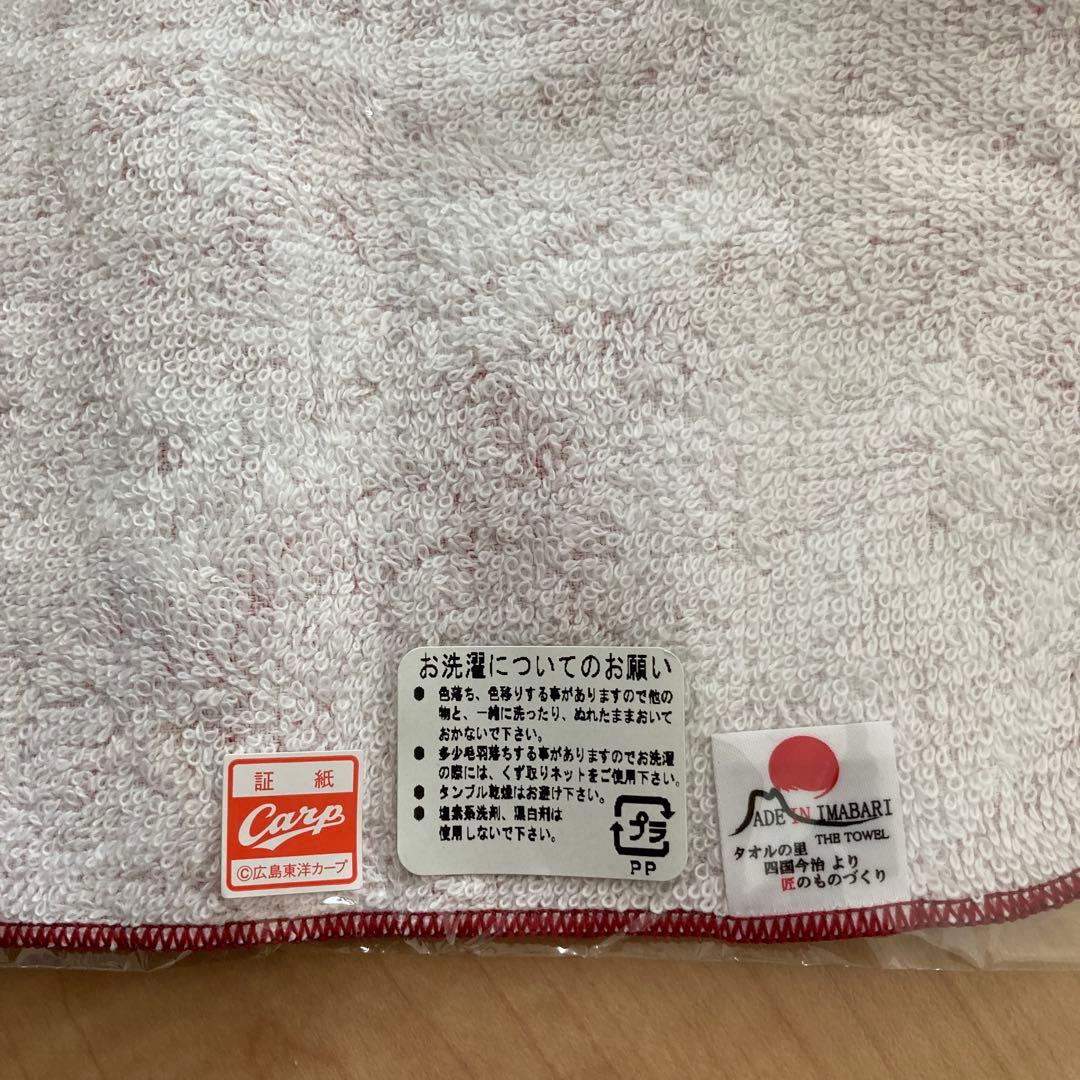 お洗濯についてのお願い
● 色落ち、色移りする事がありますので他の
物と、一緒に洗ったり、ぬれたままおいて
おかないで下さい。
● 多少毛羽落ちする事がありますのでお洗濯
の際には、くず取りネットをご使用下さい。
● タンブル乾燥はお避け下さい。
● 塩素系洗剤、漂白剤は
使用しないで下さい。
プラ
PP
証 紙
Carp
©広島東洋カープ
MADE IN IMABARI
THE TOWEL
タオルの里
四国今治 より
匠のものづくり